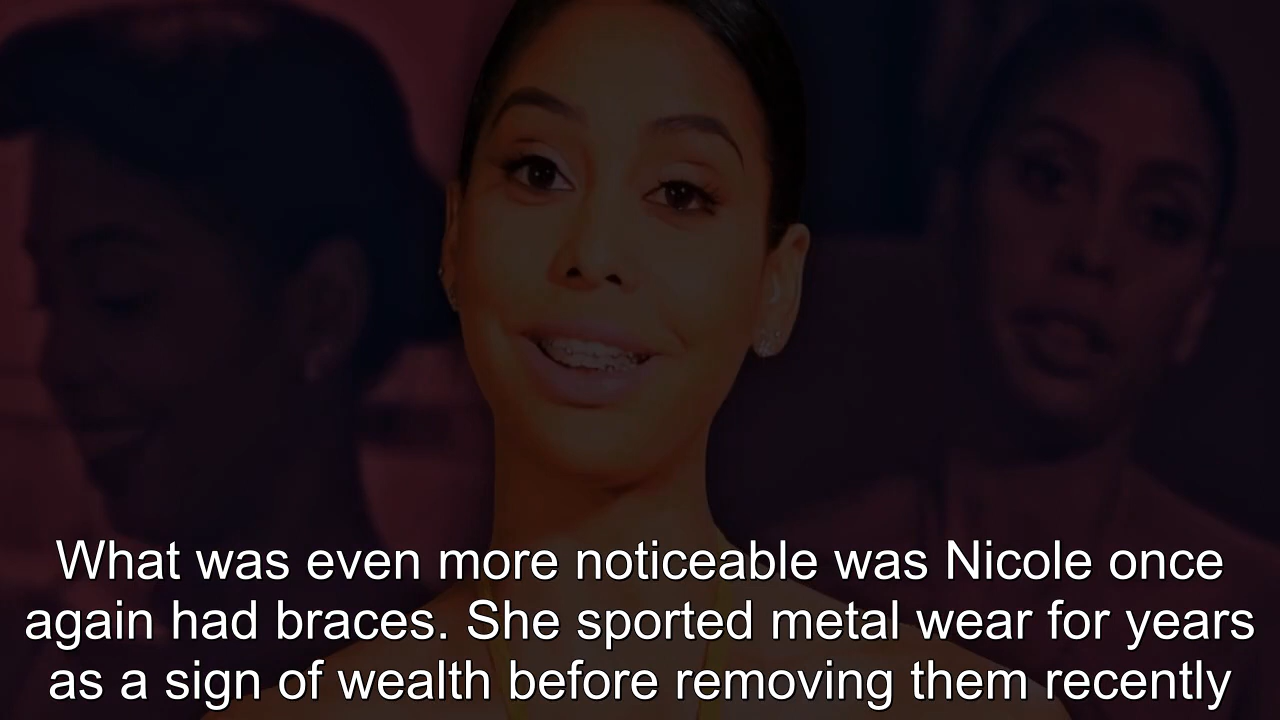 What was even more noticeable was Nicole once
again had braces. She sported metal wear for years
as a sign of wealth before removing them recently